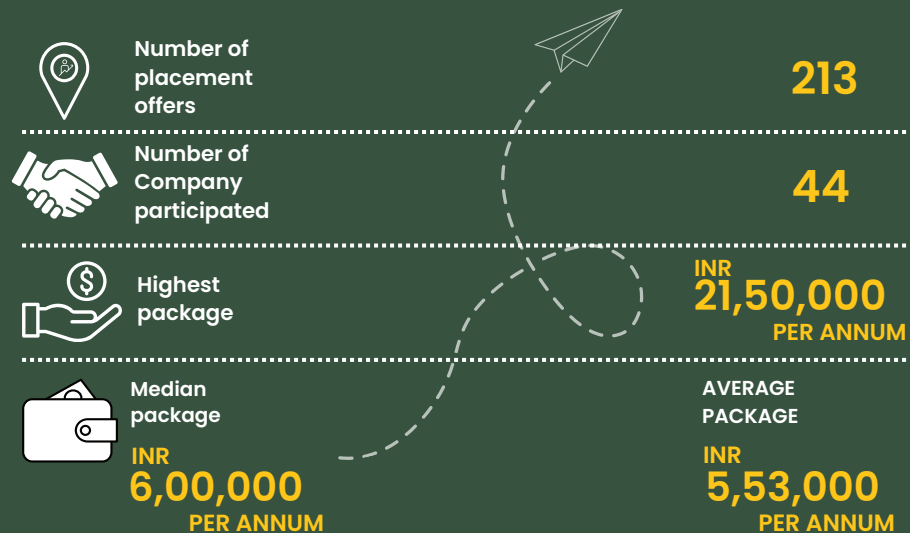 Number of
placement
offers
213
Number of
Company
participated
44
Highest
package
INR
21,50,000
PER ANNUM
Median
package
INR
6,00,000
PER ANNUM
AVERAGE
PACKAGE
INR
5,53,000
PER ANNUM